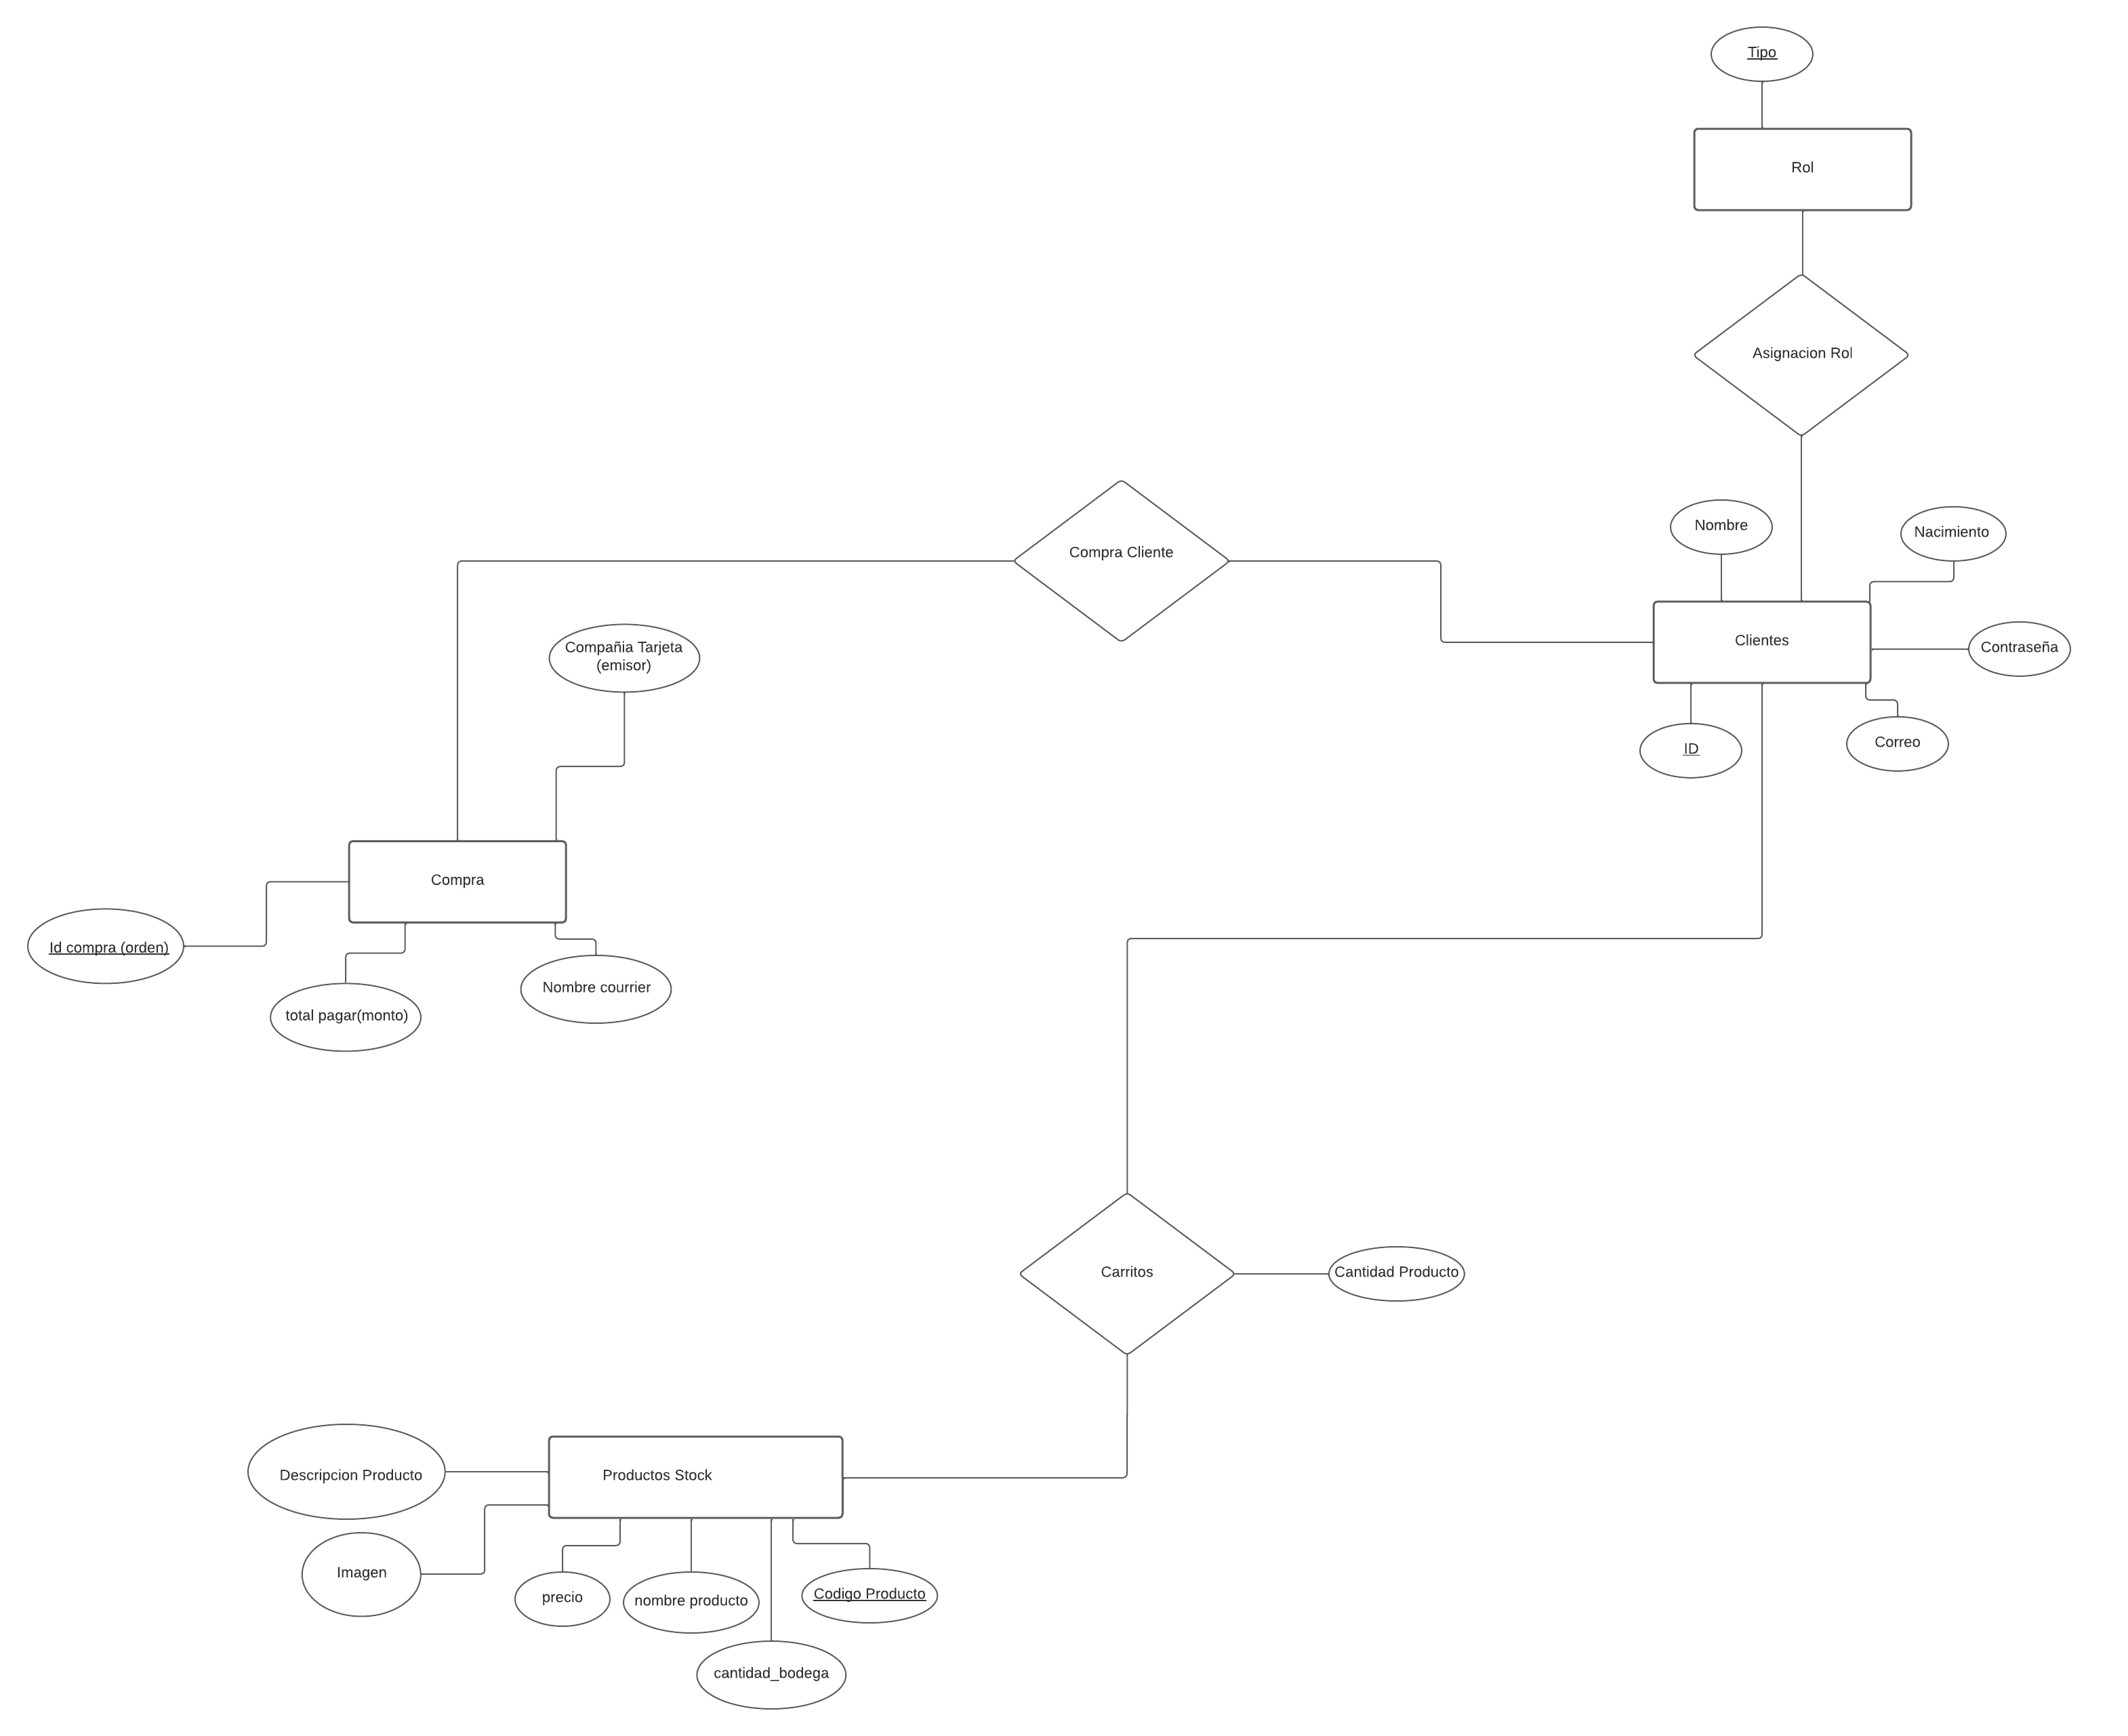 Tipo
Rol
Asignacion Rol
Nombre
Nacimiento
Compra Cliente
Clientes
Contraseña
Compañia Tarjeta
(emisor)
ID
Correo
Compra
Id compra (orden)
Nombre courrier
total pagar(monto)
Carritos
Cantidad Producto
Descripcion Producto
Productos Stock
Imagen
precio
nombre producto
Codigo Producto
cantidad_bodega